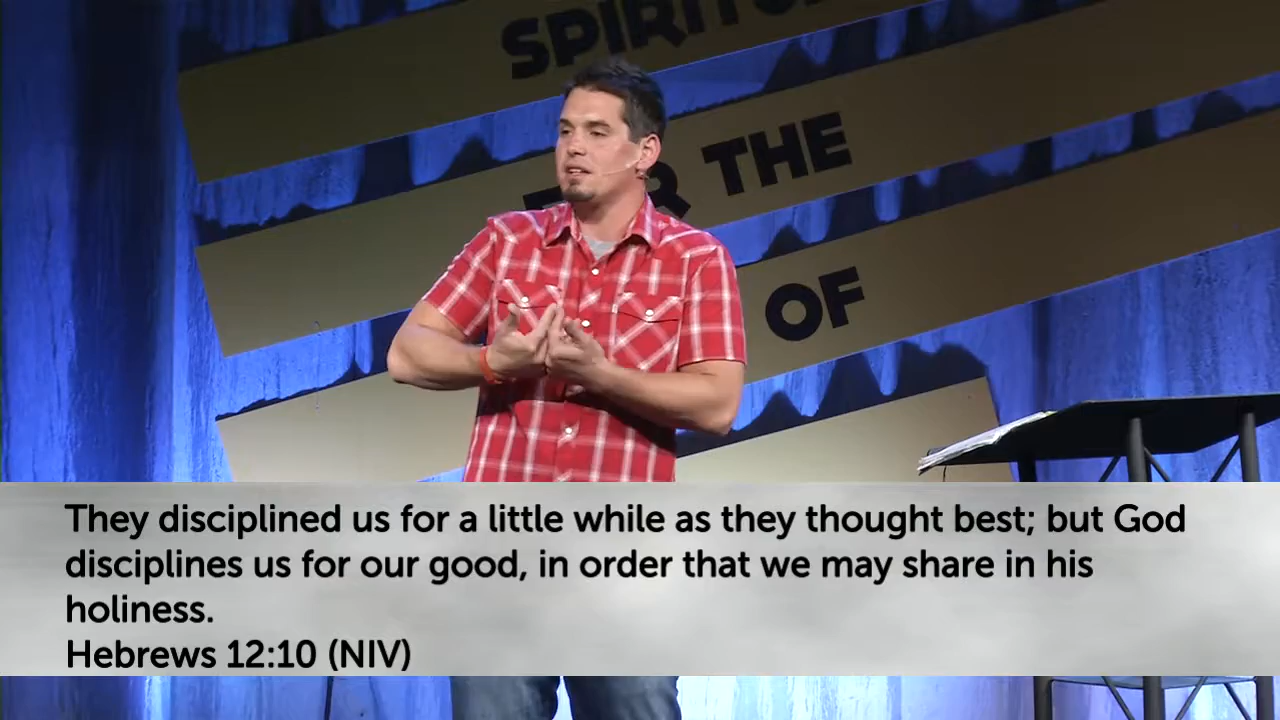 SPIRITU
THE
OF
They disciplined us for a little while as they thought best; but God
disciplines us for our good, in order that we may share in his
holiness.
Hebrews 12:10 (NIV)